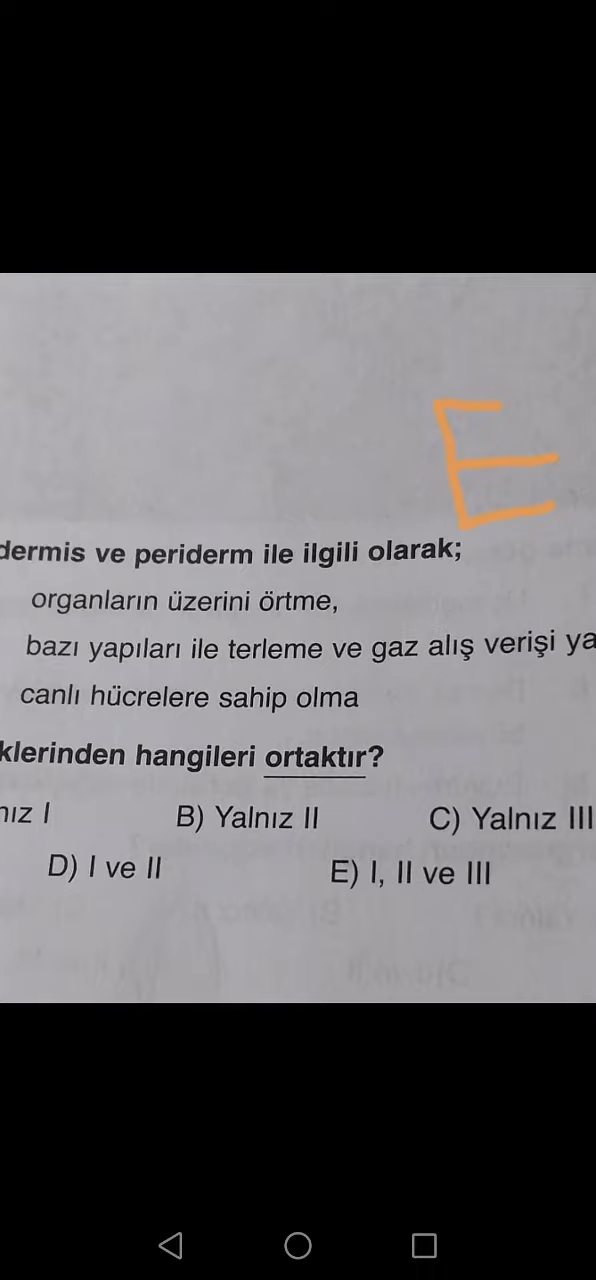 E
dermis ve periderm ile ilgili olarak;
organların üzerini örtme,
bazı yapıları ile terleme ve gaz alış verişi ya
canlı hücrelere sahip olma
klerinden hangileri ortaktır?
nız I B) Yalnız II C) Yalnız III
D) I ve II E) I, II ve III